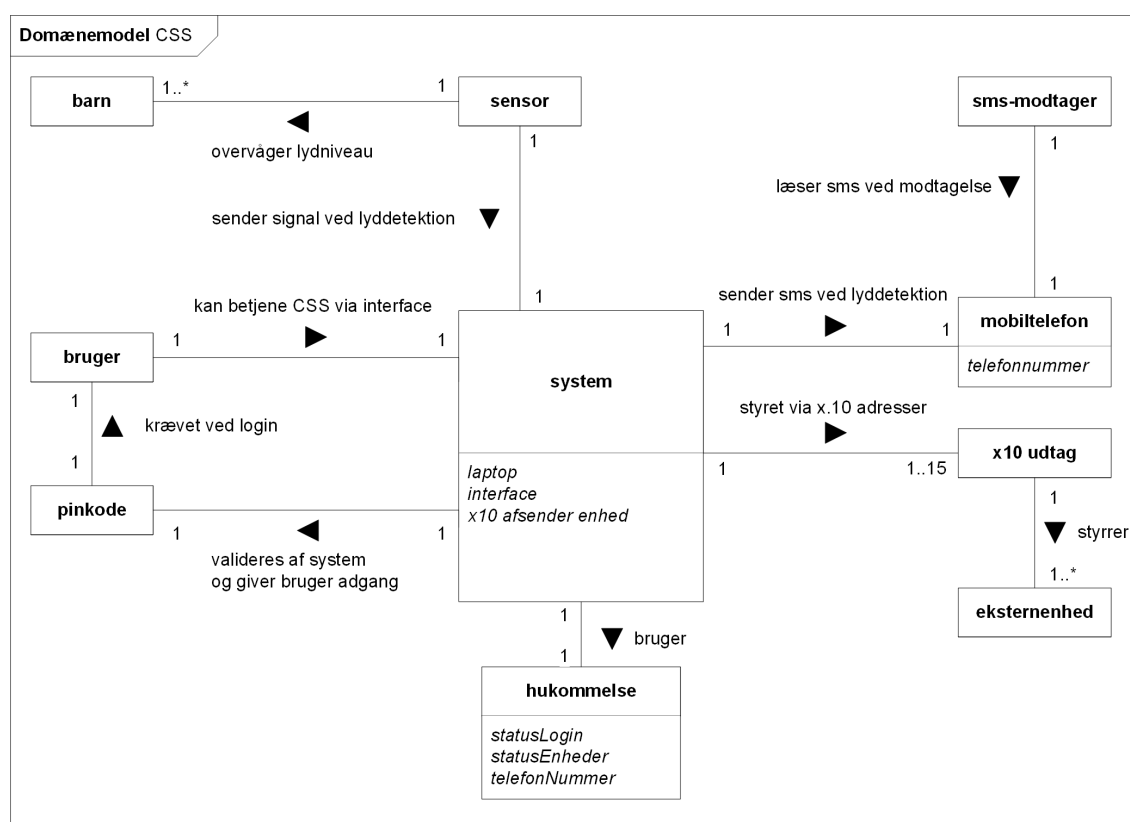 Domænemodel CSS
barn
1..*
1
sensor
overvåger lydniveau
1
sender signal ved lyddetektion
1
sms-modtager
1
læser sms ved modtagelse
1
kan betjene CSS via interface
bruger
1
1
sender sms ved lyddetektion
1
1
mobiltelefon
telefonnummer
system
laptop
interface
x10 afsender enhed
1
krævet ved login
1
pinkode
1
1
valideres af system
og giver bruger adgang
styret via x.10 adresser
1
1..15
x10 udtag
1
styrrer
1..*
eksternenhed
1
bruger
1
hukommelse
statusLogin
statusEnheder
telefonNummer